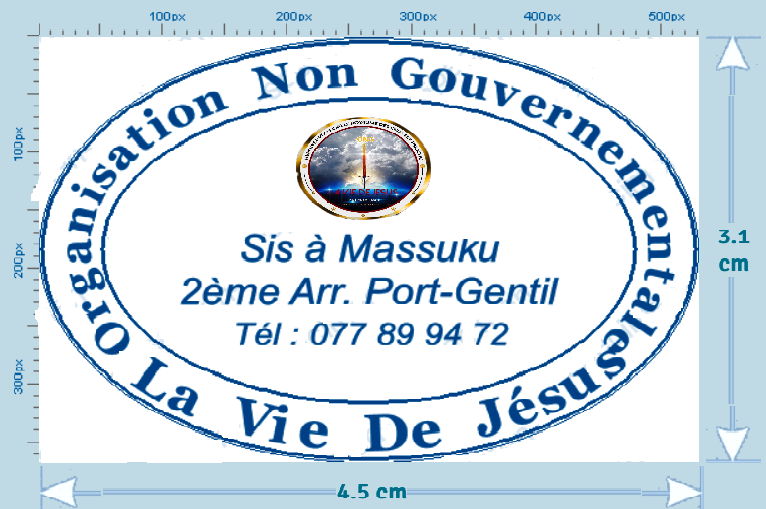 100px 200px 300px 400px 500px
100px
200px
300px
Organisation Non Gouvernementales
La Vie De Jésus
Sis à Massuku
2ème Arr. Port-Gentil
Tél : 077 89 94 72
3.1
cm
4.5 cm